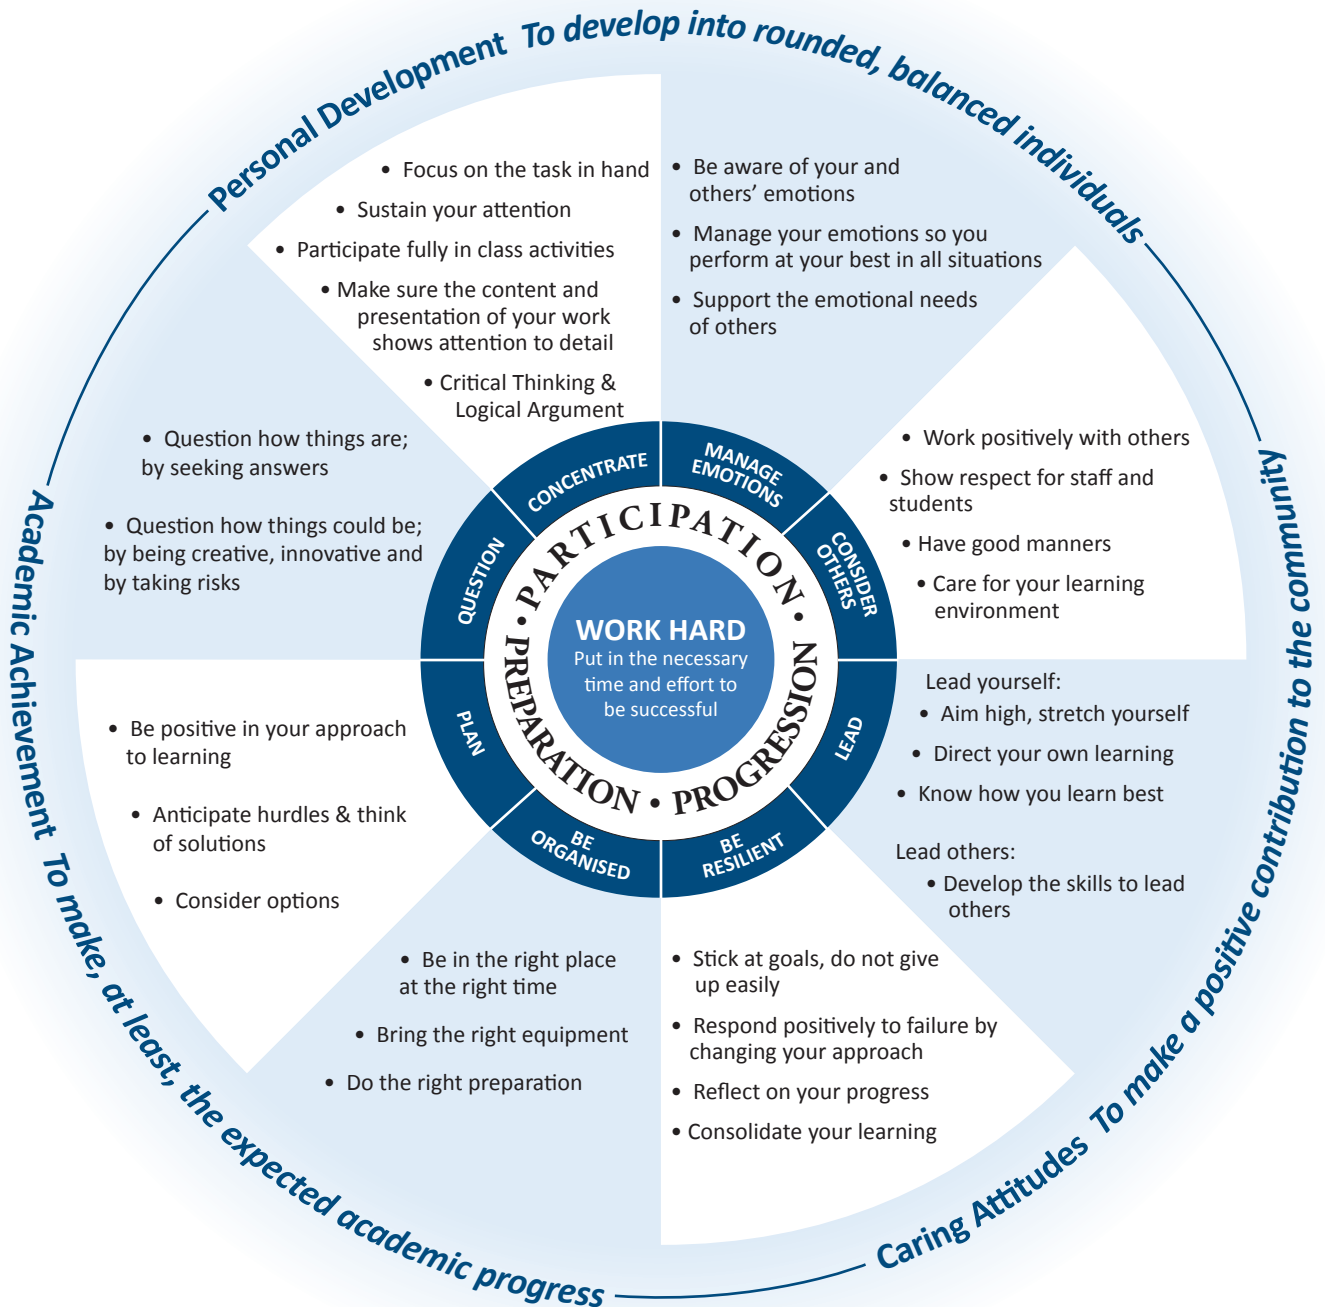 Personal Development To develop into rounded, balanced individuals
• Focus on the task in hand
• Sustain your attention
• Participate fully in class activities
• Make sure the content and
presentation of your work
shows attention to detail
• Critical Thinking &
Logical Argument
• Be aware of your and
others’ emotions
• Manage your emotions so you
perform at your best in all situations
• Support the emotional needs
of others
• Work positively with others
• Show respect for staff and
students
• Have good manners
• Care for your learning
environment
Lead yourself:
• Aim high, stretch yourself
• Direct your own learning
• Know how you learn best
Lead others:
• Develop the skills to lead
others
• Stick at goals, do not give
up easily
• Respond positively to failure by
changing your approach
• Reflect on your progress
• Consolidate your learning
• Be in the right place
at the right time
• Bring the right equipment
• Do the right preparation
• Be positive in your approach
to learning
• Anticipate hurdles & think
of solutions
• Consider options
• Question how things are;
by seeking answers
• Question how things could be;
by being creative, innovative and
by taking risks
CONCENTRATE
MANAGE
EMOTIONS
CONSIDER
OTHERS
LEAD
BE
RESILIENT
BE
ORGANISED
PLAN
QUESTION
• PARTICIPATION •
PROGRESSION •
PREPARATION
WORK HARD
Put in the necessary
time and effort to
be successful
Caring Attitudes To make a positive contribution to the community
Academic Achievement To make, at least, the expected academic progress